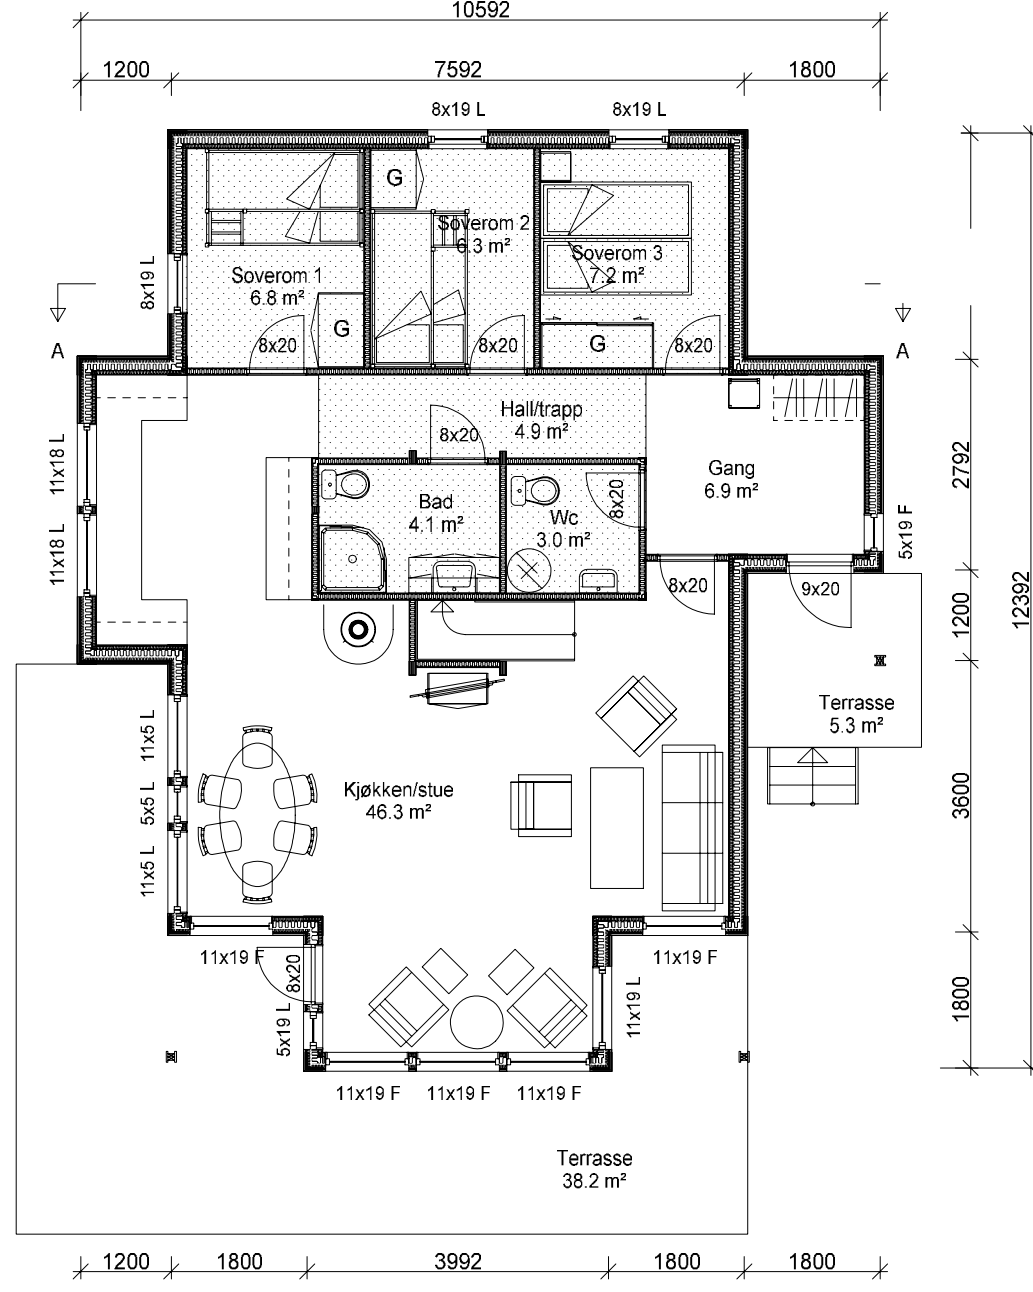 10592
1200 7592 1800
8x19 L 8x19 L
G
Soverom 2
6.3 m²
Soverom 3
7.2 m²
Soverom 1
6.8 m²
8x19 L
G
G
8x20 8x20 8x20
A A
Hall/trapp
4.9 m²
8x20
11x18 L
2792
Gang
6.9 m²
Bad
4.1 m²
8x20
Wc
3.0 m²
5x19 F
11x18 L
8x20
9x20
1200
12392
Terrasse
5.3 m²
11x5 L
5x5 L
Kjøkken/stue
46.3 m²
3600
11x5 L
11x19 F 11x19 F
8x20
5x19 L
11x19 L
1800
11x19 F 11x19 F 11x19 F
Terrasse
38.2 m²
1200 1800 3992 1800 1800